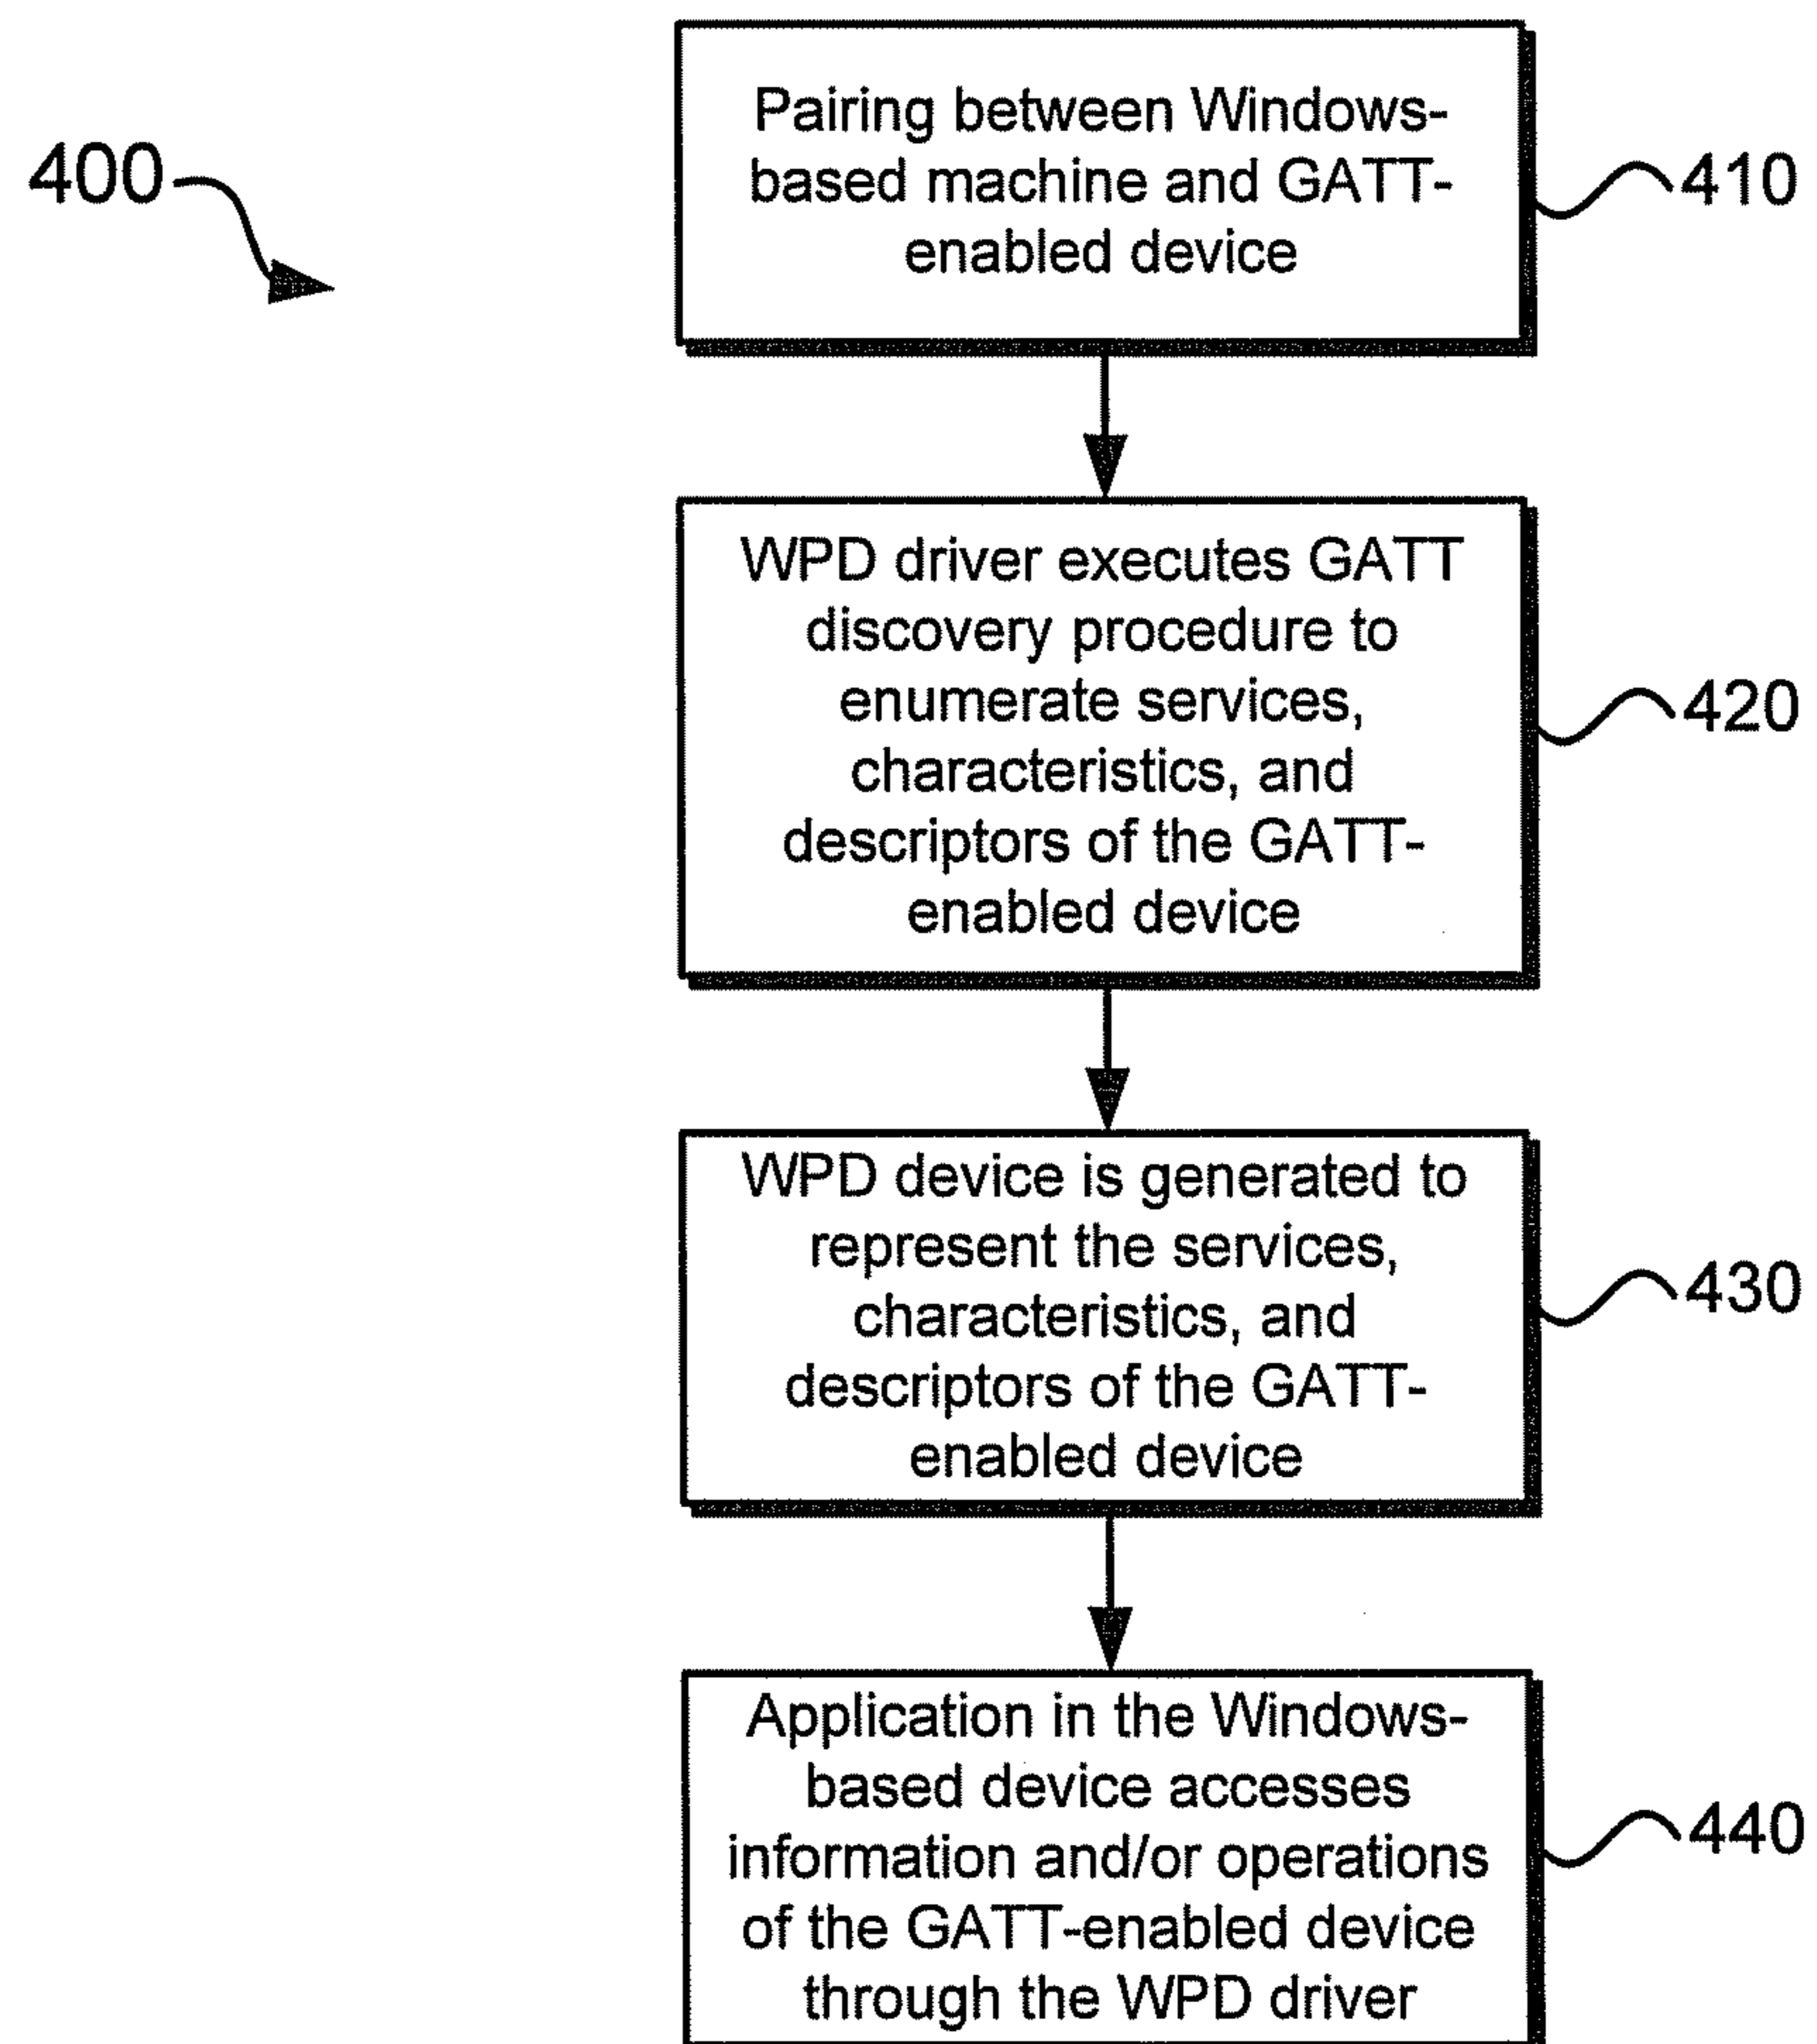 400
Pairing between Windows-
based machine and GATT-
enabled device
410
WPD driver executes GATT
discovery procedure to
enumerate services,
characteristics, and
descriptors of the GATT-
enabled device
420
WPD device is generated to
represent the services,
characteristics, and
descriptors of the GATT-
enabled device
430
Application in the Windows-
based device accesses
information and/or operations
of the GATT-enabled device
through the WPD driver
440